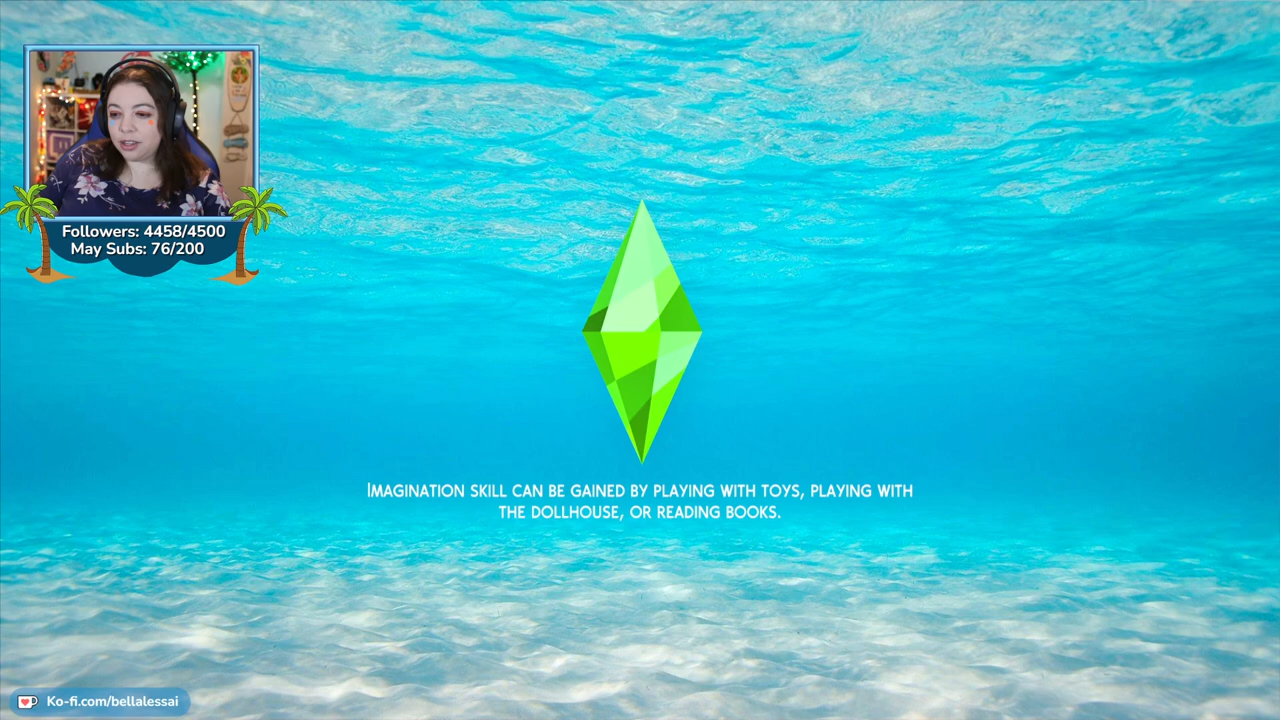 Followers: 4458/4500
May Subs: 76/200
IMAGINATION SKILL CAN BE GAINED BY PLAYING WITH TOYS, PLAYING WITH
THE DOLLHOUSE, OR READING BOOKS.
Ko-fi.com/bellalessai